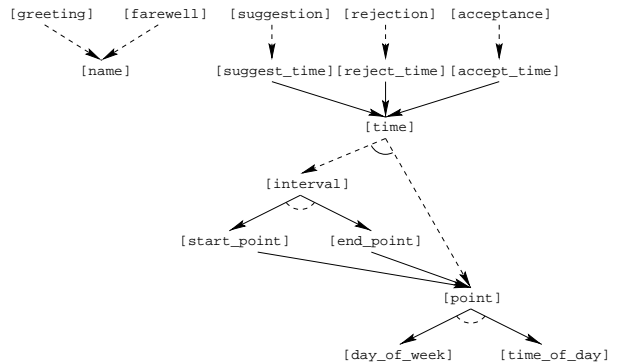 [greeting] [farewell] [suggestion] [rejection] [acceptance]
[name] [suggest_time] [reject_time] [accept_time]
[time]
[interval]
[start_point] [end_point]
[point]
[day_of_week] [time_of_day]